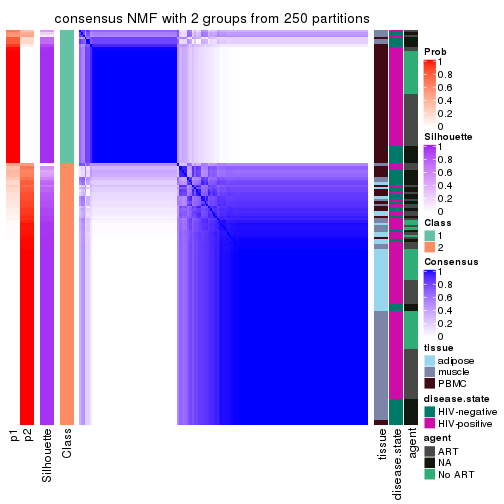 consensus NMF with 2 groups from 250 partitions
Prob
1
0.8
0.6
0.4
0.2
0
Silhouette
1
0.8
0.6
0.4
0.2
0
Class
1
2
Consensus
1
0.8
0.6
0.4
0.2
0
tissue
adipose
muscle
PBMC
disease.state
HIV-negative
HIV-positive
agent
ART
NA
No ART
p1
p2
Silhouette
Class
tissue
disease.state
agent